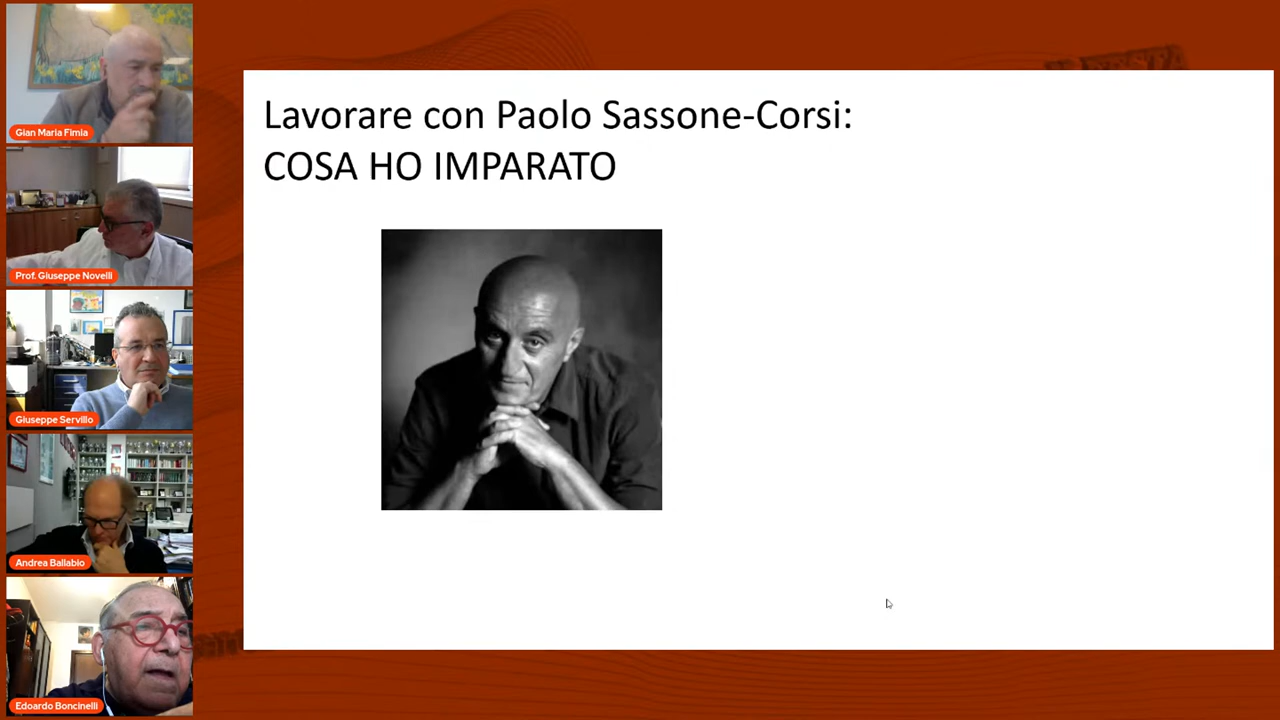 Lavorare con Paolo Sassone-Corsi:
COSA HO IMPARATO
Gian Maria Fimia
Prof. Giuseppe Novelli
Giuseppe Servillo
Andrea Ballabio
Edoardo Boncinelli